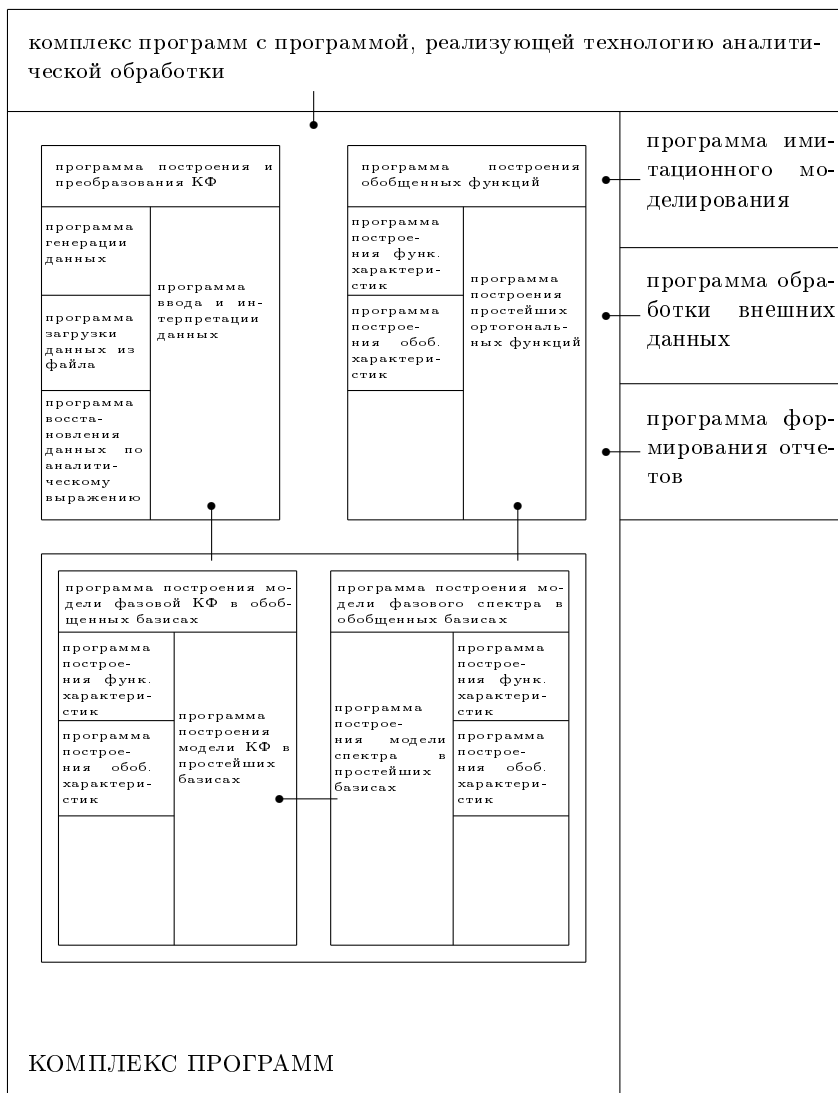 комплекс программ с программой, реализующей технологию аналити-
ческой обработки
программа ими-
тационного мо-
делирования
программа обра-
ботки внешних
данных
программа фор-
мирования отче-
тов
программа построения и
преобразования КФ
программа
генерации
данных
программа
загрузки
данных из
файла
программа
восста-
новления
данных по
аналити-
ческому
выражению
программа
ввода и ин-
терпретации
данных
программа построения
обобщенных функций
программа
построе-
ния функ.
характери-
стик
программа
построе-
ния обоб.
характери-
стик
программа
построения
простейших
ортогональ-
ных функций
программа построения мо-
дели фазовой КФ в обоб-
щенных базисах
программа
построе-
ния функ.
характери-
стик
программа
построе-
ния обоб.
характери-
стик
программа
построения
модели КФ в
простейших
базисах
программа построения мо-
дели фазового спектра в
обобщенных базисах
программа
построе-
ния модели
спектра в
простейших
базисах
программа
построе-
ния функ.
характери-
стик
программа
построе-
ния обоб.
характери-
стик
КОМПЛЕКС ПРОГРАММ